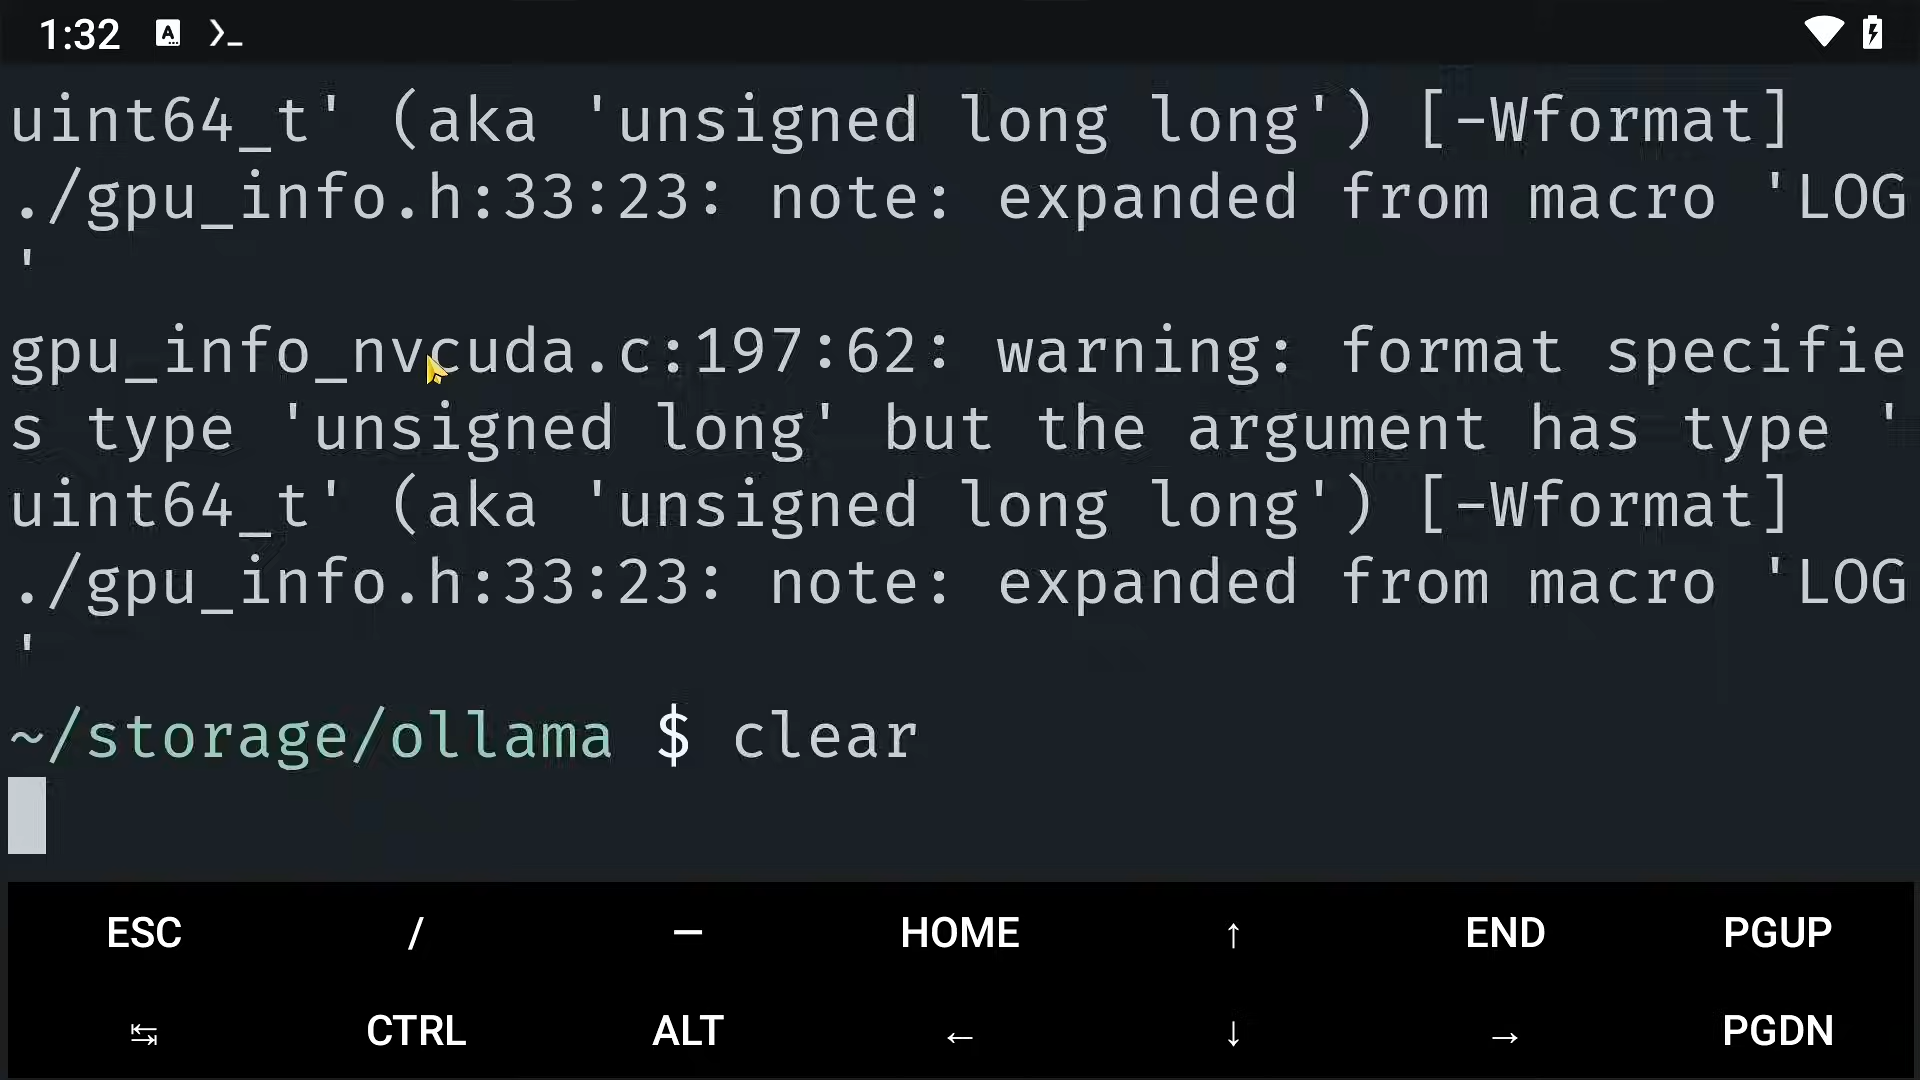 1:32 A >_
uint64_t' (aka 'unsigned long long') [-Wformat]
./gpu_info.h:33:23: note: expanded from macro 'LOG
'
gpu_info_nvcuda.c:197:62: warning: format specifie
s type 'unsigned long' but the argument has type '
uint64_t' (aka 'unsigned long long') [-Wformat]
./gpu_info.h:33:23: note: expanded from macro 'LOG
'
~/storage/ollama $ clear
ESC / — HOME ↑ END PGUP
↹ CTRL ALT ← ↓ → PGDN